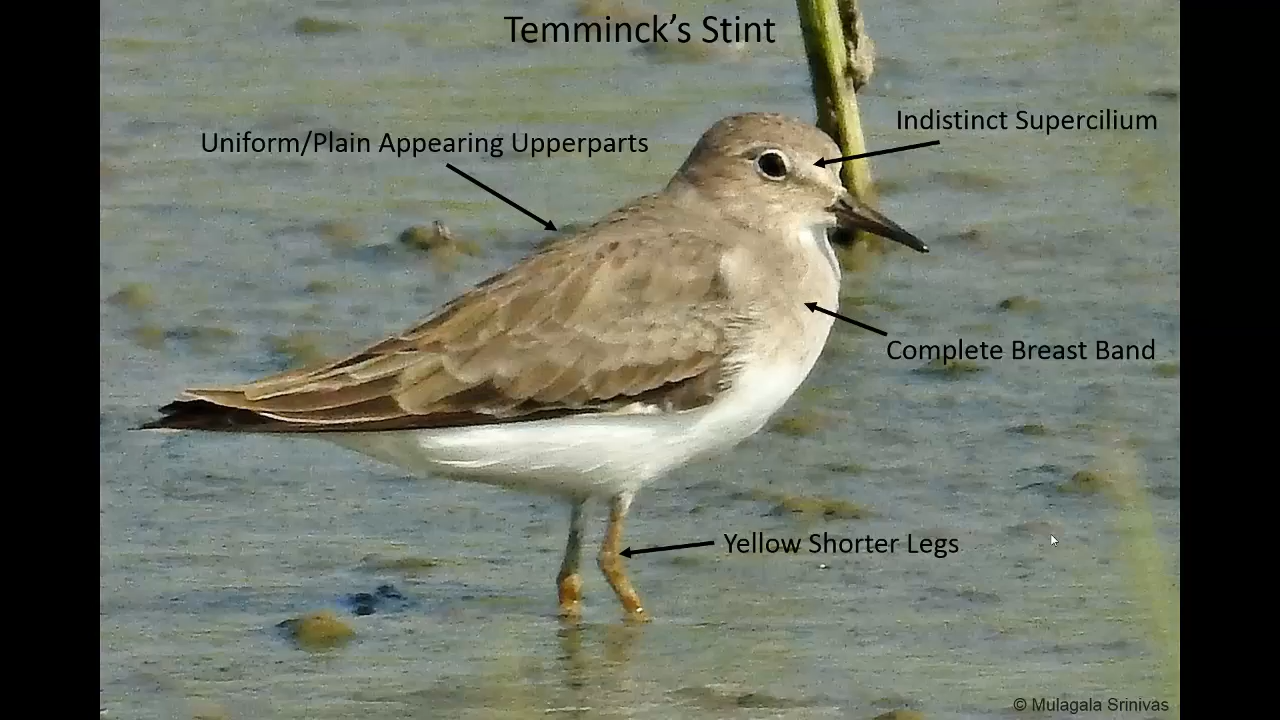 Temminck’s Stint
Indistinct Supercilium
Uniform/Plain Appearing Upperparts
Complete Breast Band
Yellow Shorter Legs
© Mulagala Srinivas